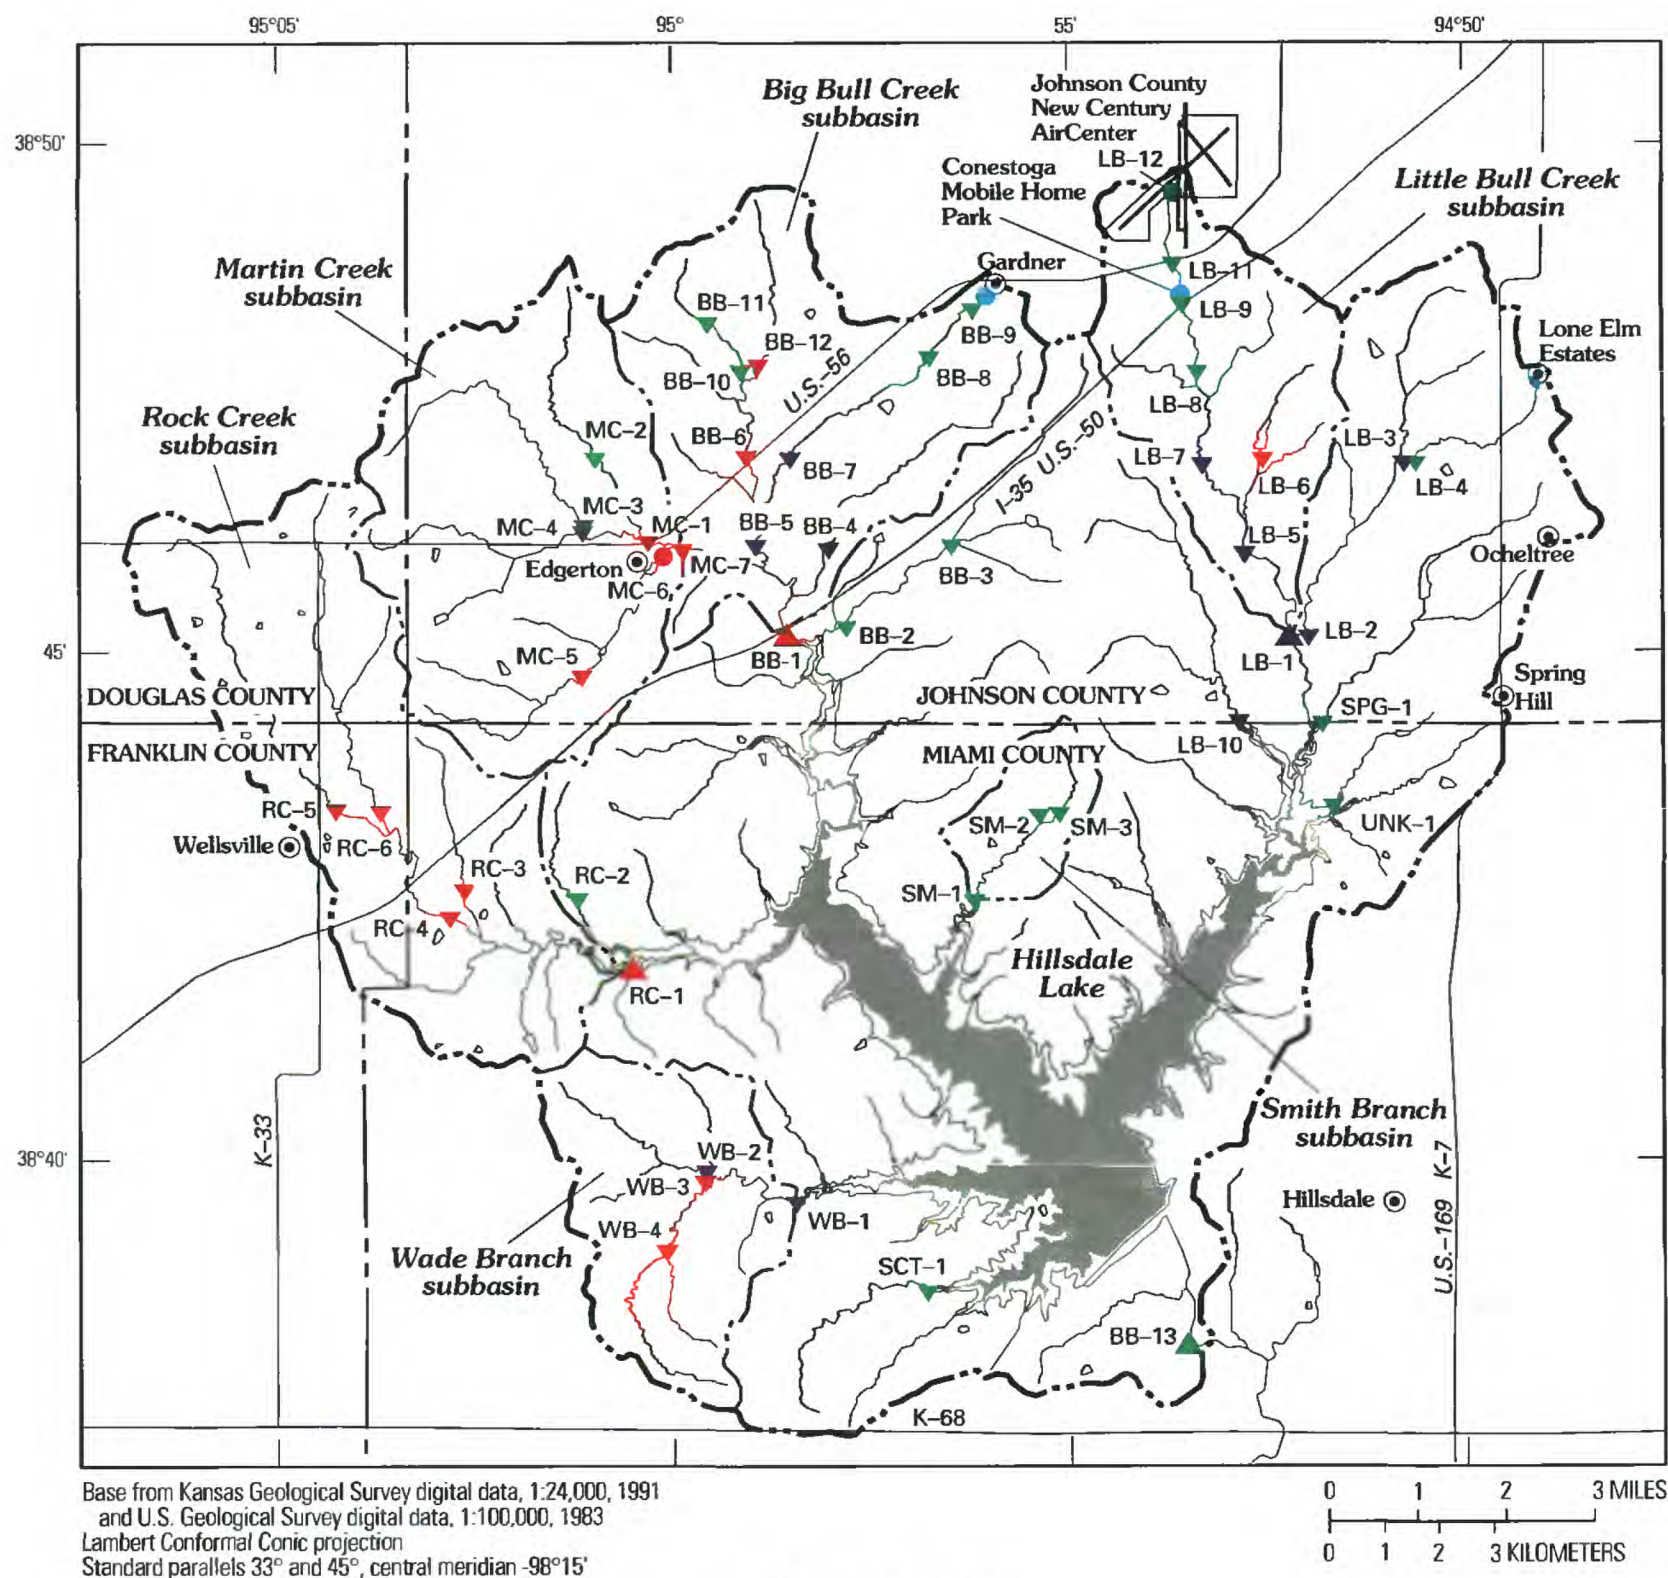 95°05'
95°
55'
94°50'
Big Bull Creek
subbasin
Johnson County
New Century
AirCenter
38°50'
LB-12
Conestoga
Mobile Home
Park
Little Bull Creek
subbasin
Martin Creek
subbasin
Gardner
LB-11
BB-11
LB-9
BB-9
Lone Elm
Estates
BB-12
U.S.-56
BB-10
BB-8
LB-8
Rock Creek
subbasin
MC-2
BB-6
LB-3
I-35 U.S.-50
LB-7
BB-7
LB-6
LB-4
MC-3
MC-4
MC-1
BB-5
BB-4
LB-5
Ocheltree
Edgerton
MC-7
MC-6
BB-3
BB-2
LB-2
45'
MC-5
BB-1
LB-1
Spring
Hill
DOUGLAS COUNTY
JOHNSON COUNTY
SPG-1
FRANKLIN COUNTY
MIAMI COUNTY
LB-10
RC-5
SM-2
SM-3
UNK-1
Wellsville
RC-6
RC-3
RC-2
SM-1
RC-4
Hillsdale
Lake
RC-1
Smith Branch
subbasin
K-33
38°40'
WB-2
WB-3
Hillsdale
U.S.-169 K-7
WB-1
WB-4
Wade Branch
subbasin
SCT-1
BB-13
K-68
Base from Kansas Geological Survey digital data, 1:24,000, 1991
and U.S. Geological Survey digital data, 1:100,000, 1983
Lambert Conformal Conic projection
Standard parallels 33° and 45°, central meridian -98°15'
0 1 2 3 MILES
0 1 2 3 KILOMETERS